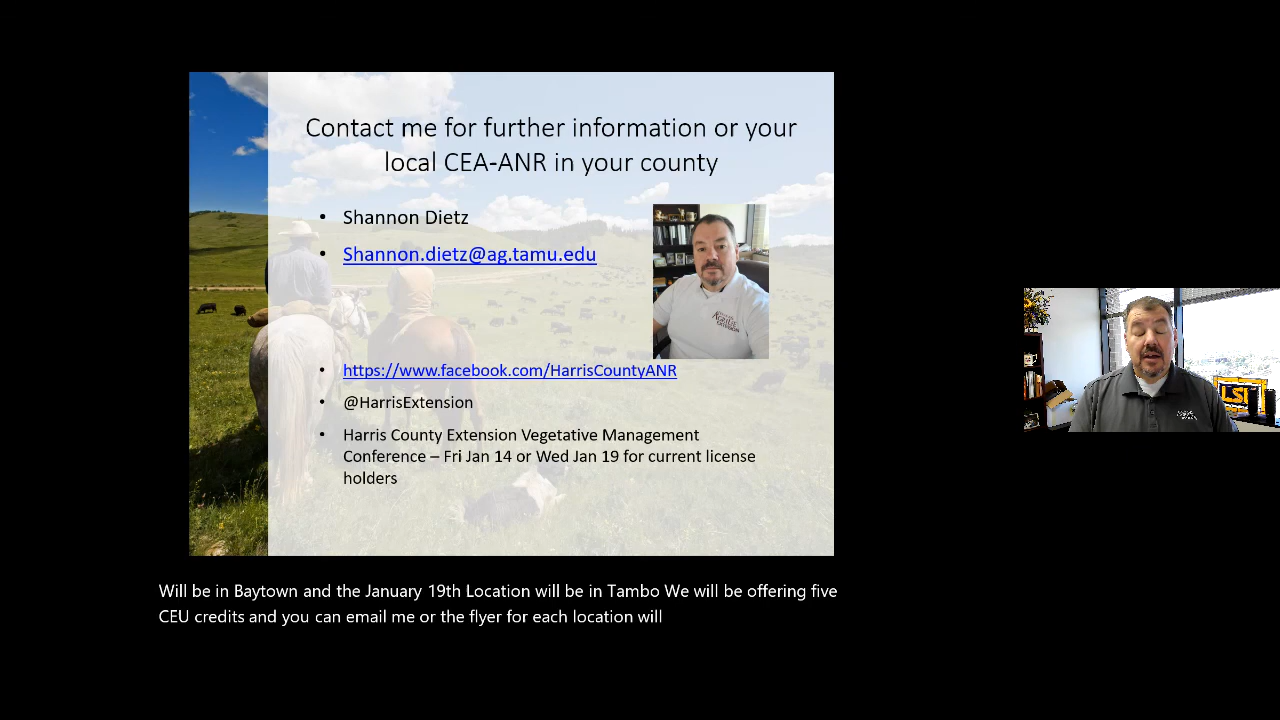 Contact me for further information or your
local CEA-ANR in your county
• Shannon Dietz
• Shannon.dietz@ag.tamu.edu
• https://www.facebook.com/HarrisCountyANR
• @HarrisExtension
• Harris County Extension Vegetative Management
Conference – Fri Jan 14 or Wed Jan 19 for current license
holders
Will be in Baytown and the January 19th Location will be in Tambo We will be offering five
CEU credits and you can email me or the flyer for each location will